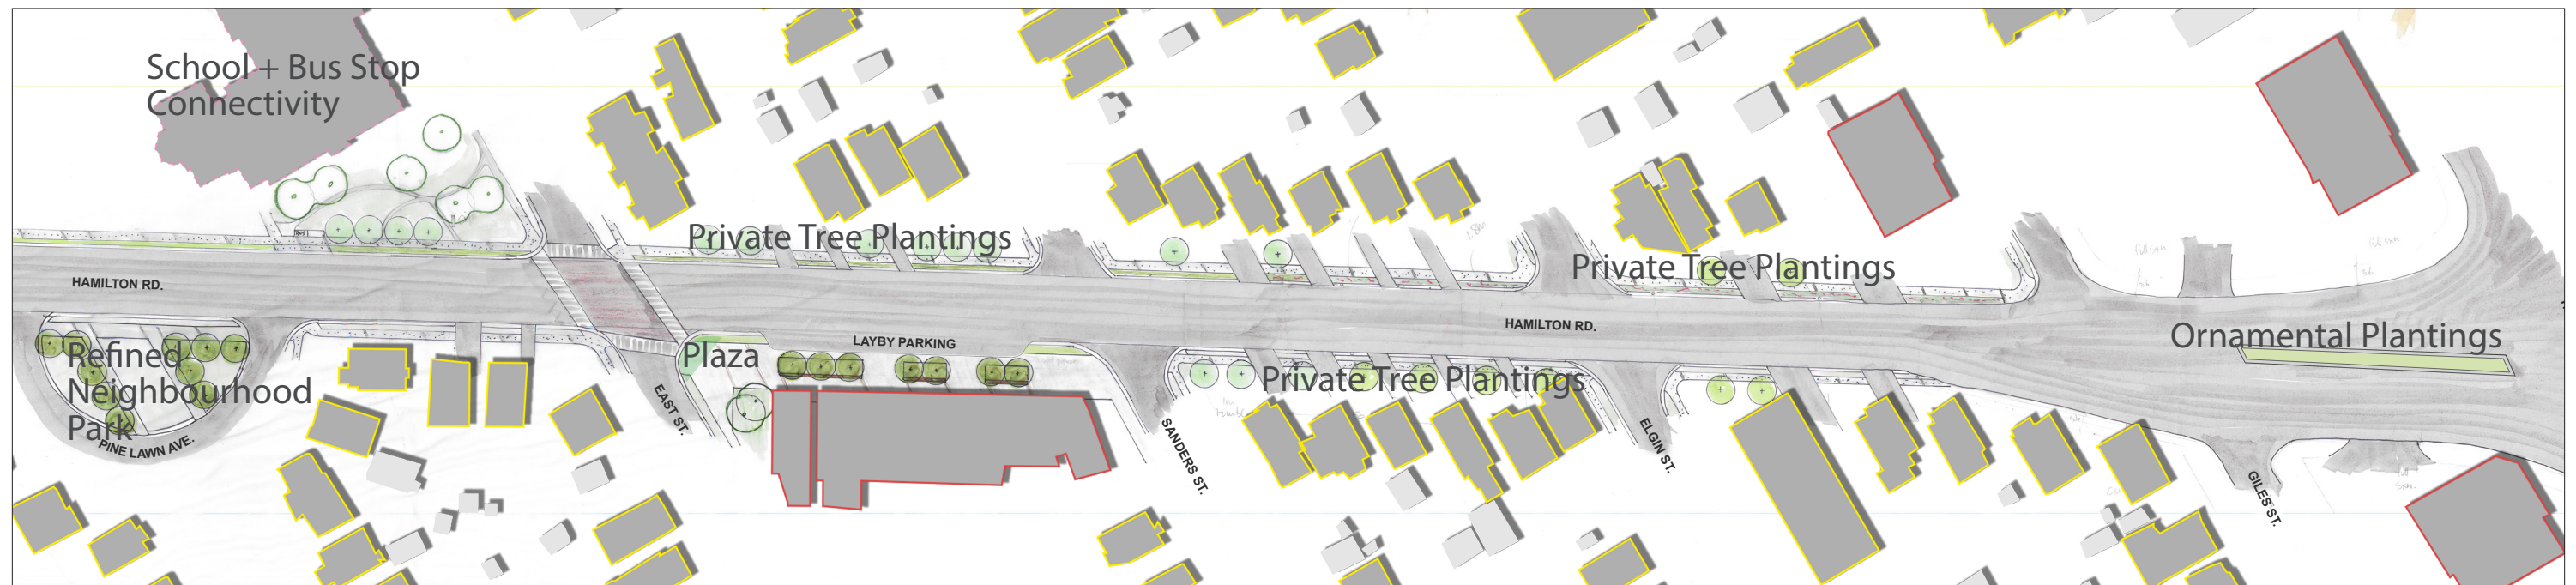 School + Bus Stop
Connectivity
Private Tree Plantings
Private Tree Plantings
HAMILTON RD.
HAMILTON RD.
Ornamental Plantings
LAYBY PARKING
Refined
Neighbourhood
Park
Plaza
Private Tree Plantings
PINE LAWN AVE.
EAST ST.
SANDERS ST.
ELGIN ST.
GILES ST.